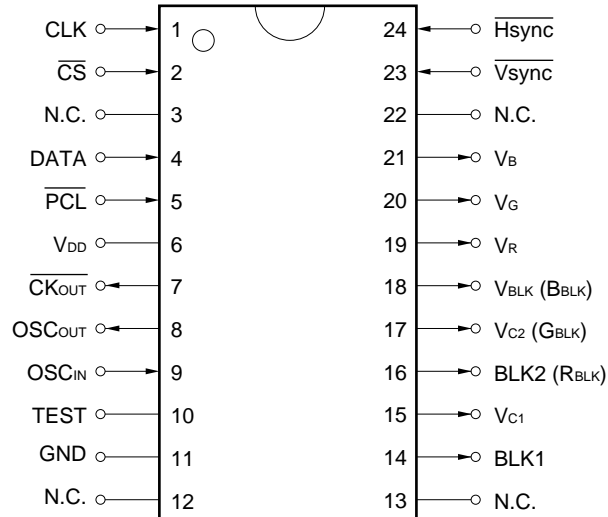 CLK 1 24 Hsync
CS 2 23 Vsync
N.C. 3 22 N.C.
DATA 4 21 VB
PCL 5 20 VG
VDD 6 19 VR
CKOUT 7 18 VBLK (BBLK)
OSCOUT 8 17 VC2 (GBLK)
OSCIN 9 16 BLK2 (RBLK)
TEST 10 15 VC1
GND 11 14 BLK1
N.C. 12 13 N.C.